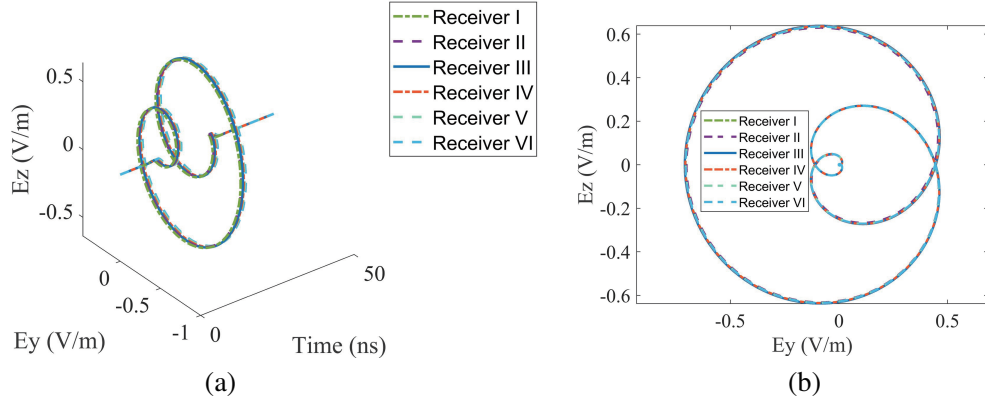 Receiver I
Receiver II
Receiver III
Receiver IV
Receiver V
Receiver VI
0.5
0
-0.5
Ez (V/m)
0
-0.5
-1
Ey (V/m)
0
50
Time (ns)
(a)
0.6
0.4
0.2
0
-0.2
-0.4
-0.6
Ez (V/m)
Receiver I
Receiver II
Receiver III
Receiver IV
Receiver V
Receiver VI
-0.5
0
0.5
Ey (V/m)
(b)